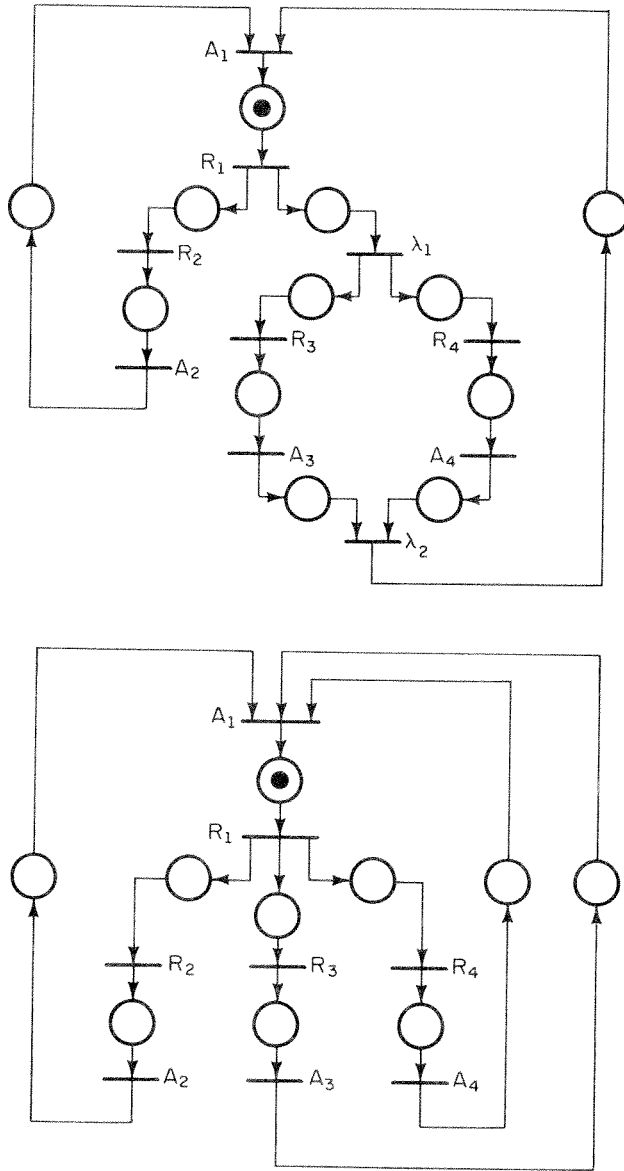 A₁
R₁
R₂ λ₁
R₃ R₄
A₂
A₃ A₄
λ₂
A₁
R₁
R₂ R₃ R₄
A₂ A₃ A₄